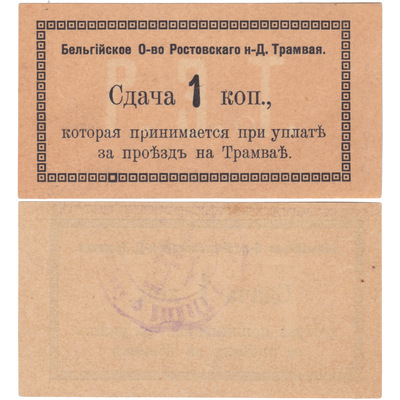 Бельгійское О-во Ростовскаго н-Д. Трамвая.
Р О Т
Сдача 1 коп.,
которая принимается при уплатѣ
за проѣздъ на Трамваѣ.